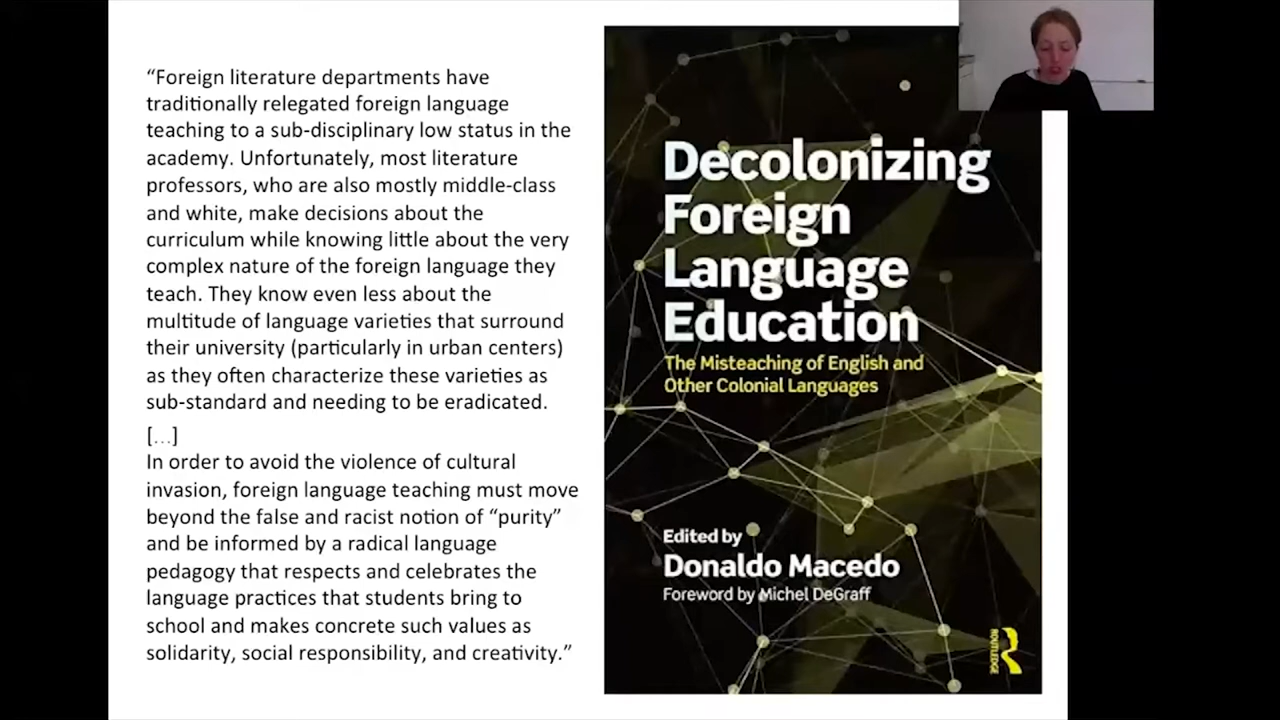 “Foreign literature departments have
traditionally relegated foreign language
teaching to a sub-disciplinary low status in the
academy. Unfortunately, most literature
professors, who are also mostly middle-class
and white, make decisions about the
curriculum while knowing little about the very
complex nature of the foreign language they
teach. They know even less about the
multitude of language varieties that surround
their university (particularly in urban centers)
as they often characterize these varieties as
sub-standard and needing to be eradicated.
[…]
In order to avoid the violence of cultural
invasion, foreign language teaching must move
beyond the false and racist notion of “purity”
and be informed by a radical language
pedagogy that respects and celebrates the
language practices that students bring to
school and makes concrete such values as
solidarity, social responsibility, and creativity.”
Decolonizing
Foreign
Language
Education
The Misteaching of English and
Other Colonial Languages
Edited by
Donaldo Macedo
Foreword by Michel DeGraff
ROUTLEDGE